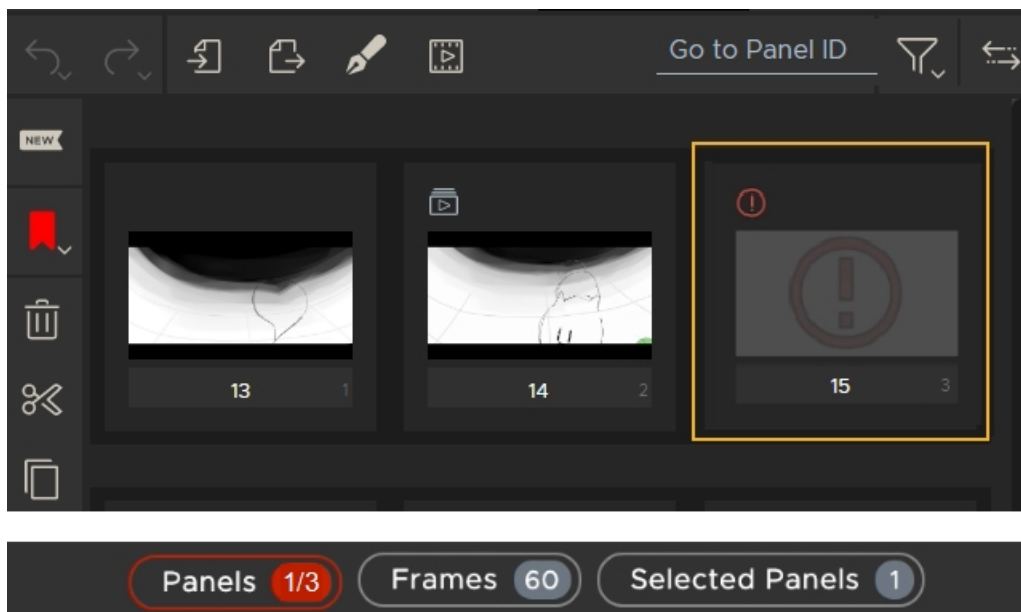 Go to Panel ID
NEW
13 1
14 2
15 3
Panels 1/3
Frames 60
Selected Panels 1